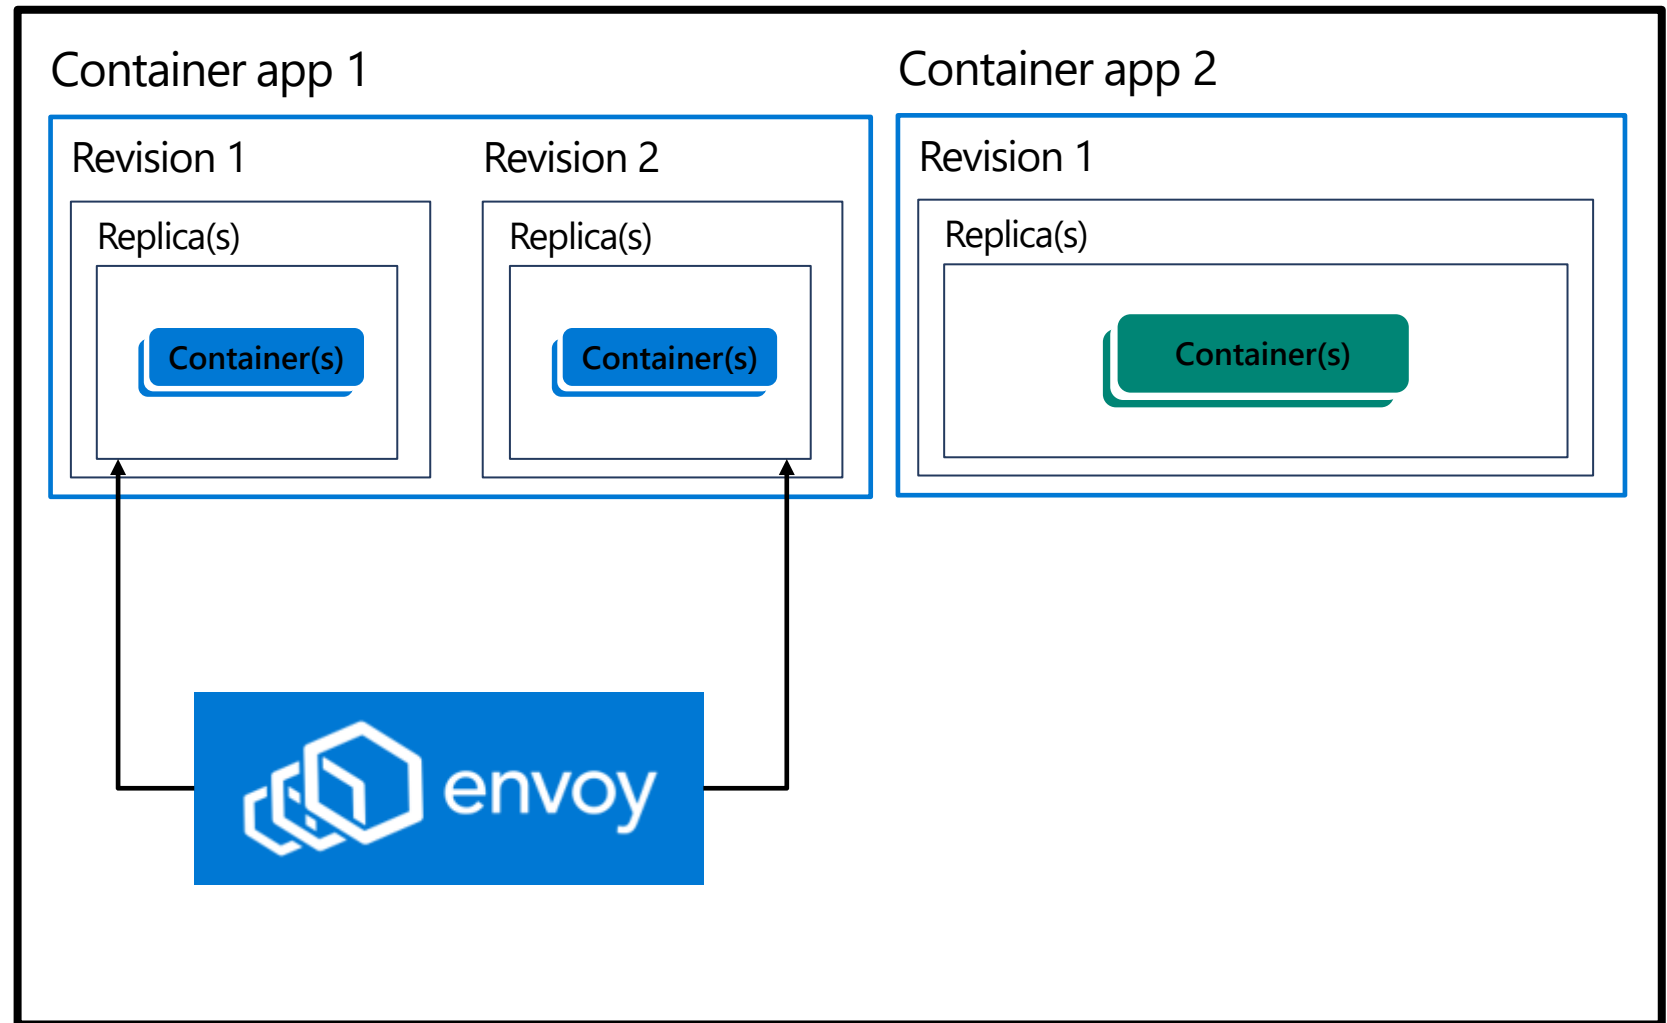 Container app 1
Container app 2
Revision 1
Revision 2
Revision 1
Replica(s)
Replica(s)
Replica(s)
Container(s)
Container(s)
Container(s)
envoy